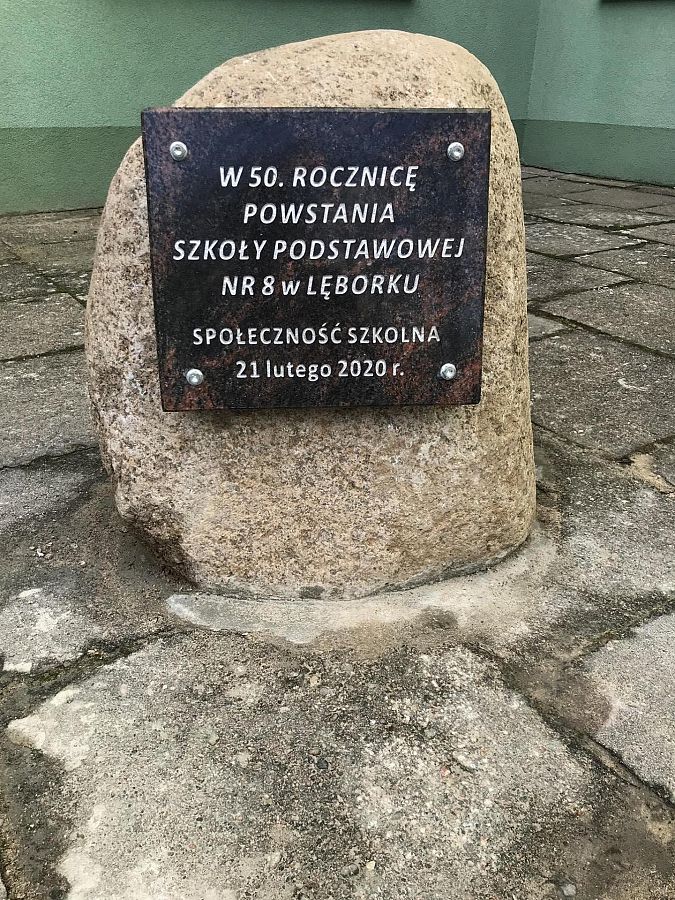 W 50. ROCZNICĘ
POWSTANIA
SZKOŁY PODSTAWOWEJ
NR 8 w LĘBORKU
SPOŁECZNOŚĆ SZKOLNA
21 lutego 2020 r.